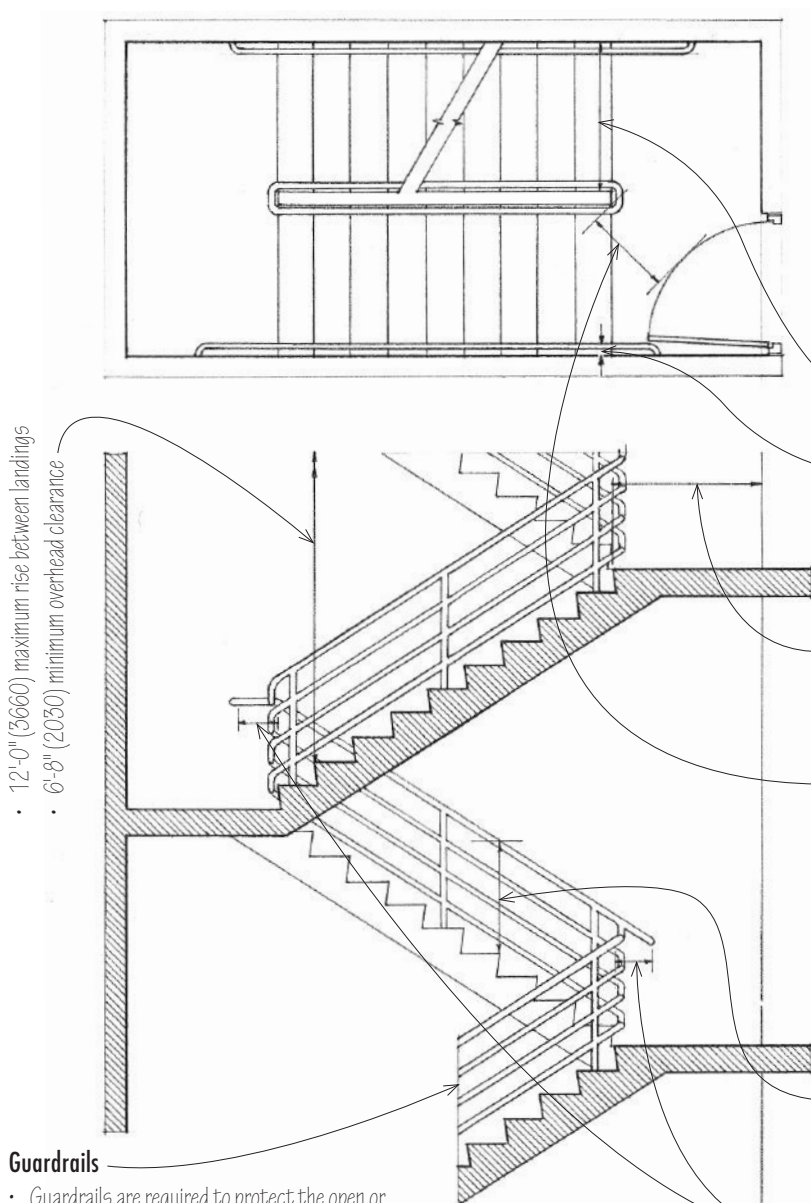 • 12'-0" (3660) maximum rise between landings
• 6'-8" (2030) minimum overhead clearance
Guardrails
• Guardrails are required to protect the open or